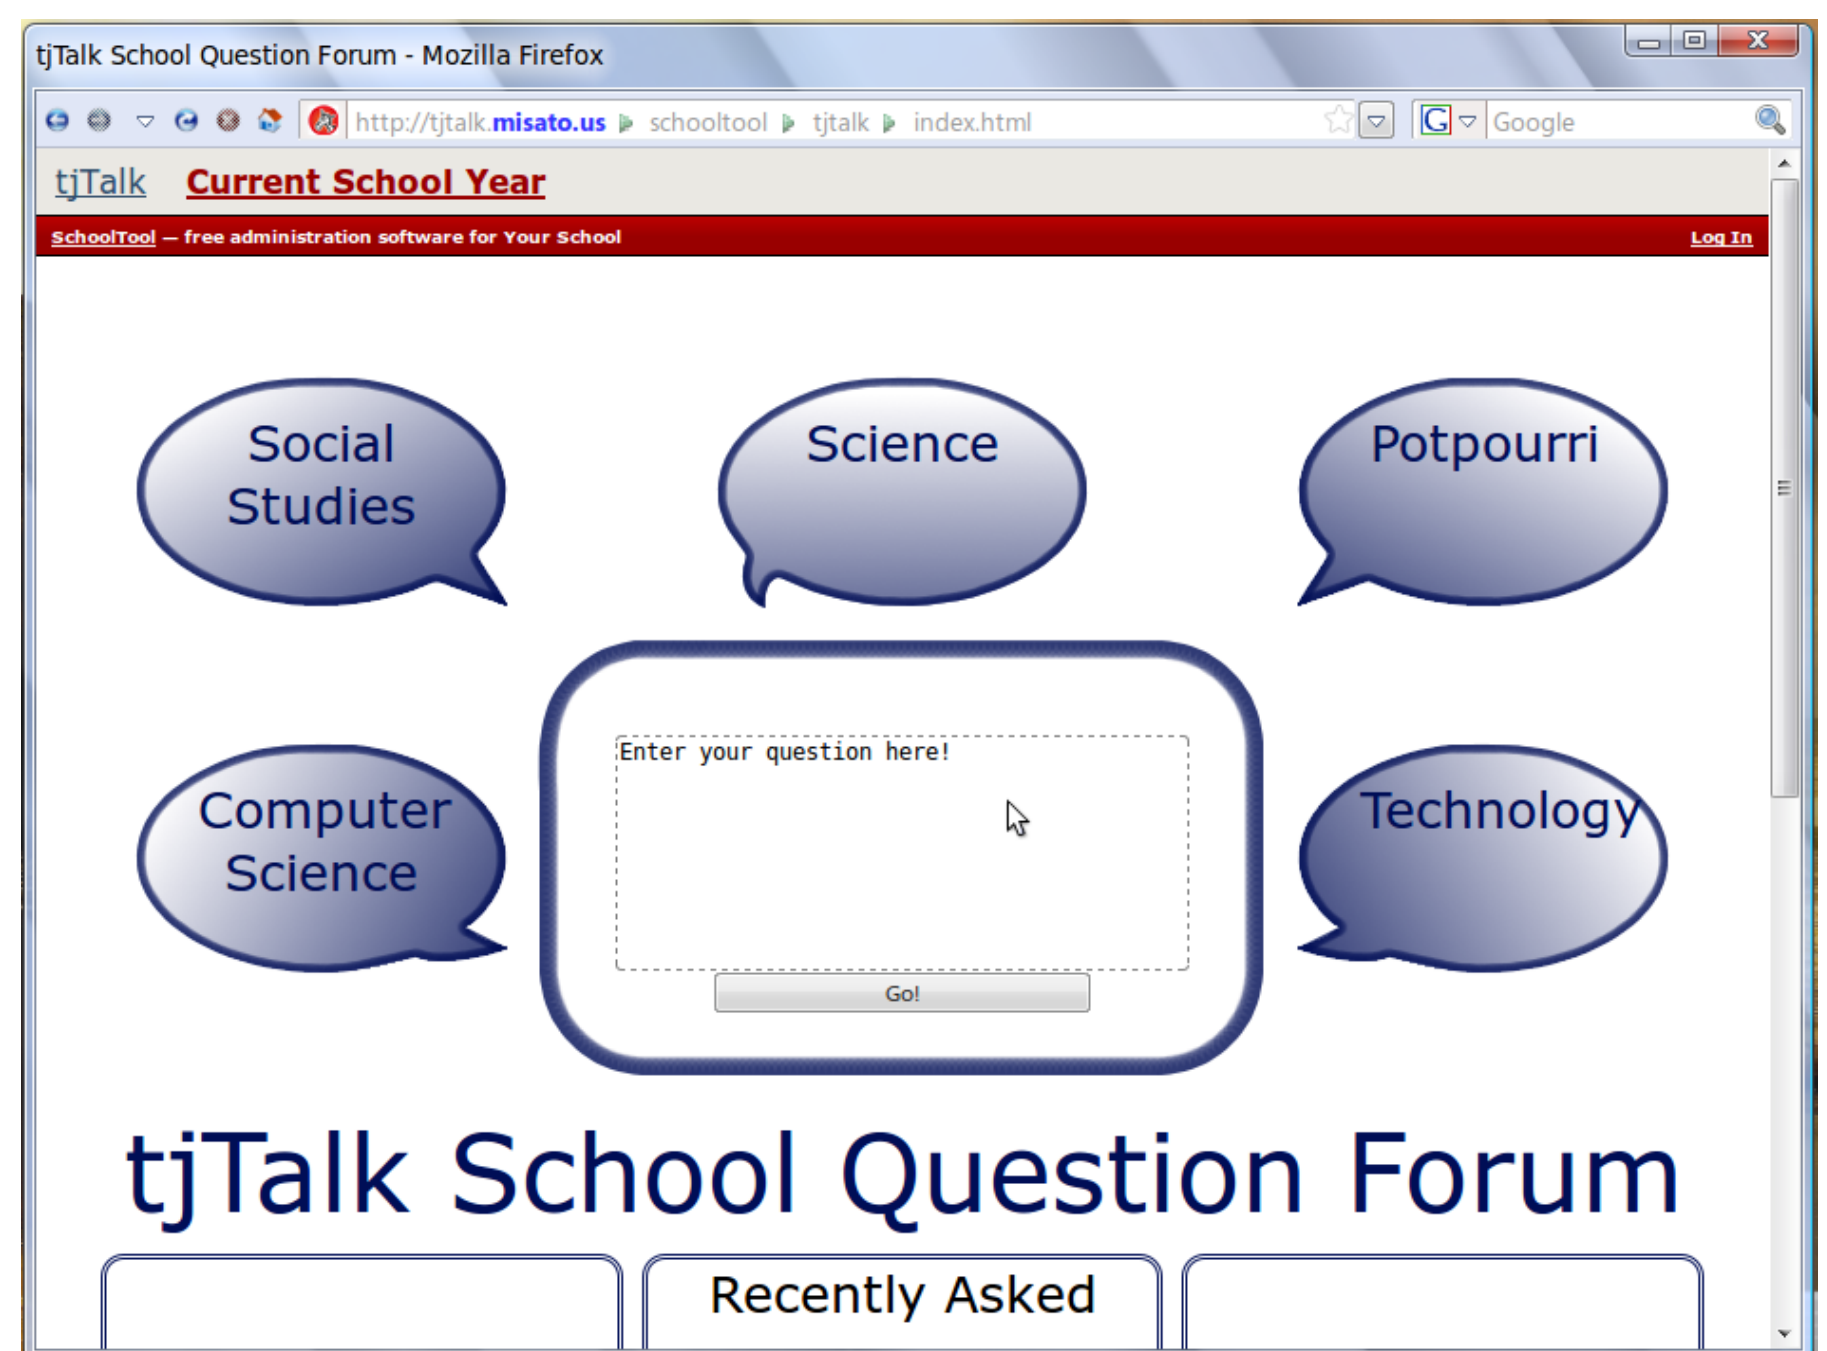 tjTalk School Question Forum - Mozilla Firefox
http://tjtalk.misato.us schooltool tjtalk index.html
G Google
tjTalk Current School Year
SchoolTool — free administration software for Your School
Log In
Social
Studies
Science
Potpourri
Computer
Science
Enter your question here!
Go!
Technology
tjTalk School Question Forum
Recently Asked